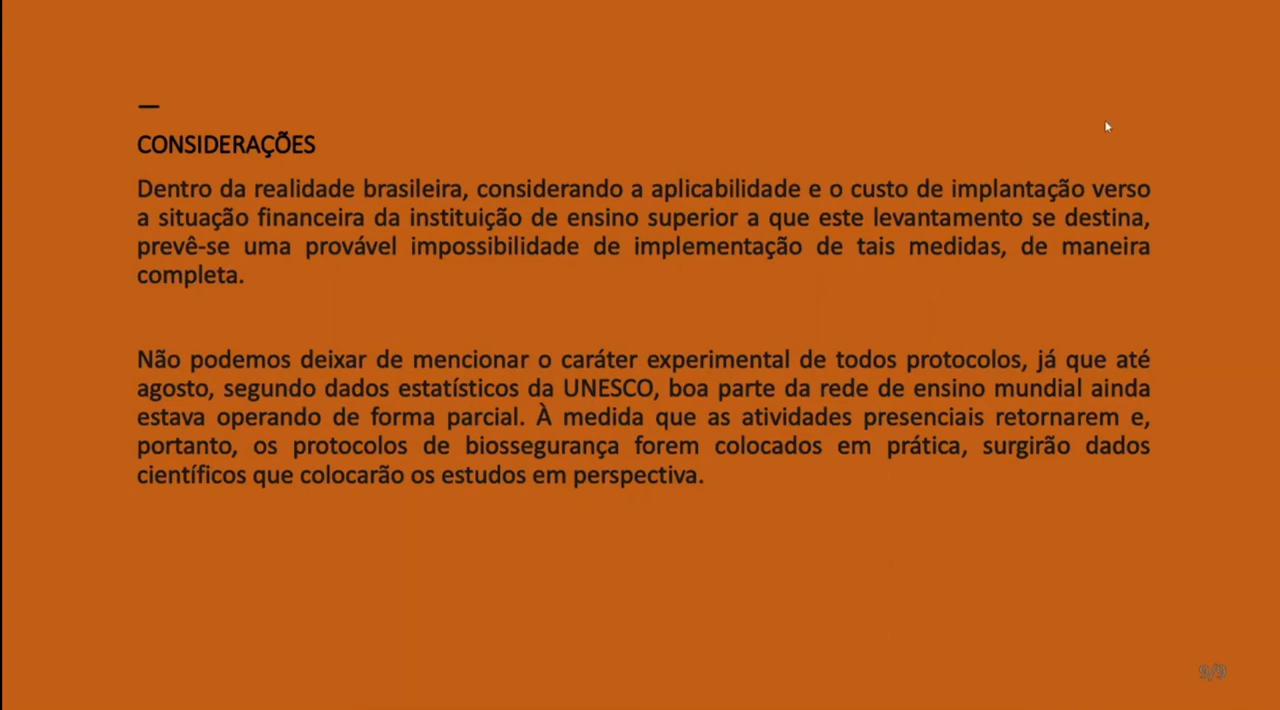 CONSIDERAÇÕES
Dentro da realidade brasileira, considerando a aplicabilidade e o custo de implantação verso
a situação financeira da instituição de ensino superior a que este levantamento se destina,
prevê-se uma provável impossibilidade de implementação de tais medidas, de maneira
completa.
Não podemos deixar de mencionar o caráter experimental de todos protocolos, já que até
agosto, segundo dados estatísticos da UNESCO, boa parte da rede de ensino mundial ainda
estava operando de forma parcial. À medida que as atividades presenciais retornarem e,
portanto, os protocolos de biossegurança forem colocados em prática, surgirão dados
científicos que colocarão os estudos em perspectiva.
9/9